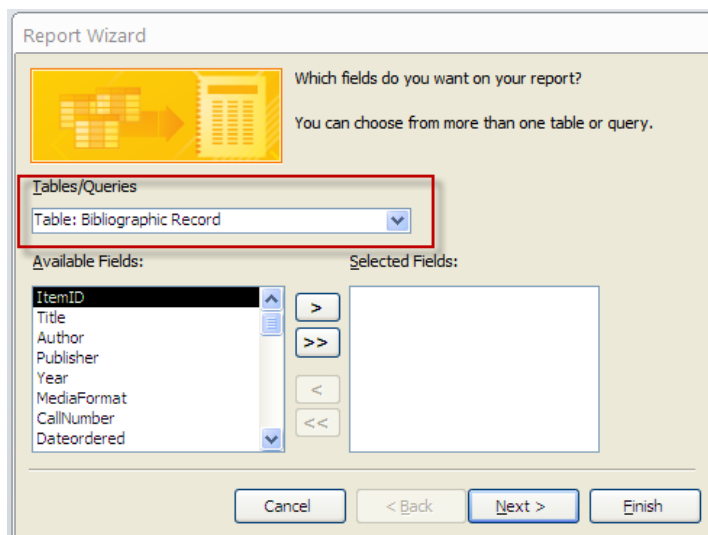 Report Wizard
Which fields do you want on your report?
You can choose from more than one table or query.
Tables/Queries
Table: Bibliographic Record
Available Fields:
Selected Fields:
ItemID
Title
Author
Publisher
Year
MediaFormat
CallNumber
Dateordered
>
>>
<
<<
Cancel
< Back
Next >
Finish